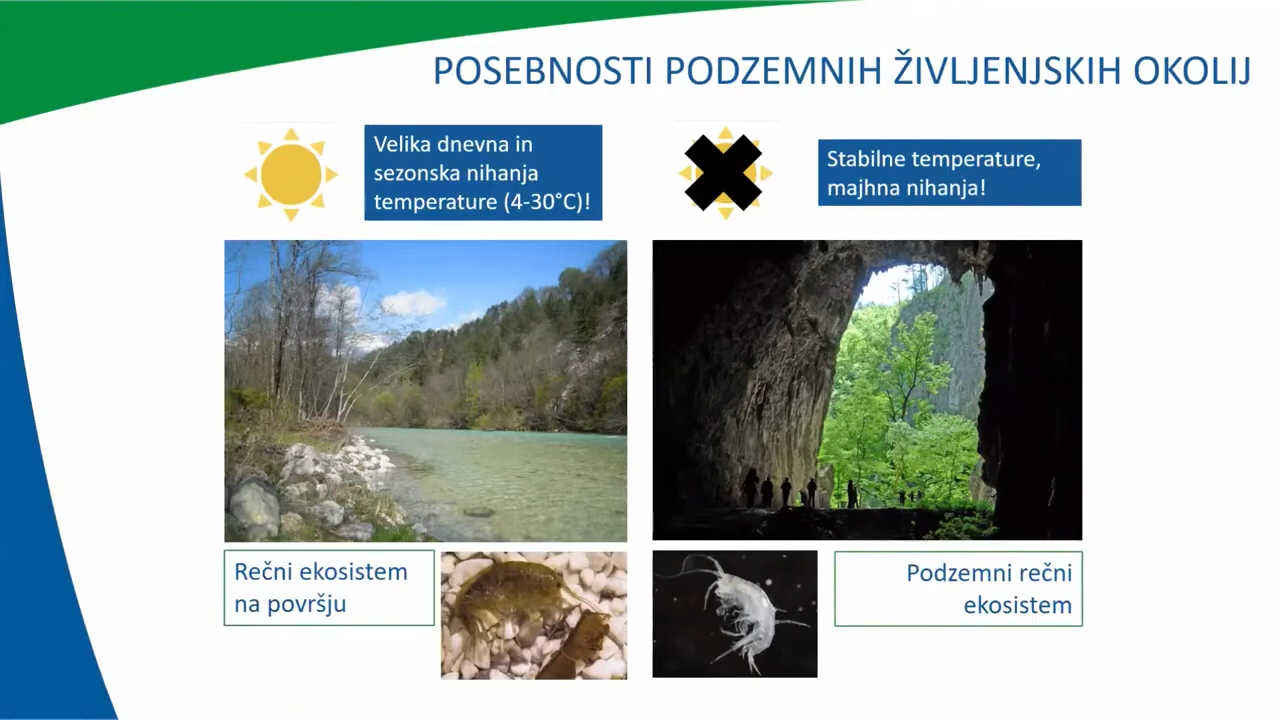 POSEBNOSTI PODZEMNIH ŽIVLJENJSKIH OKOLIJ
Velika dnevna in
sezonska nihanja
temperature (4-30°C)!
Stabilne temperature,
majhna nihanja!
Rečni ekosistem
na površju
Podzemni rečni
ekosistem